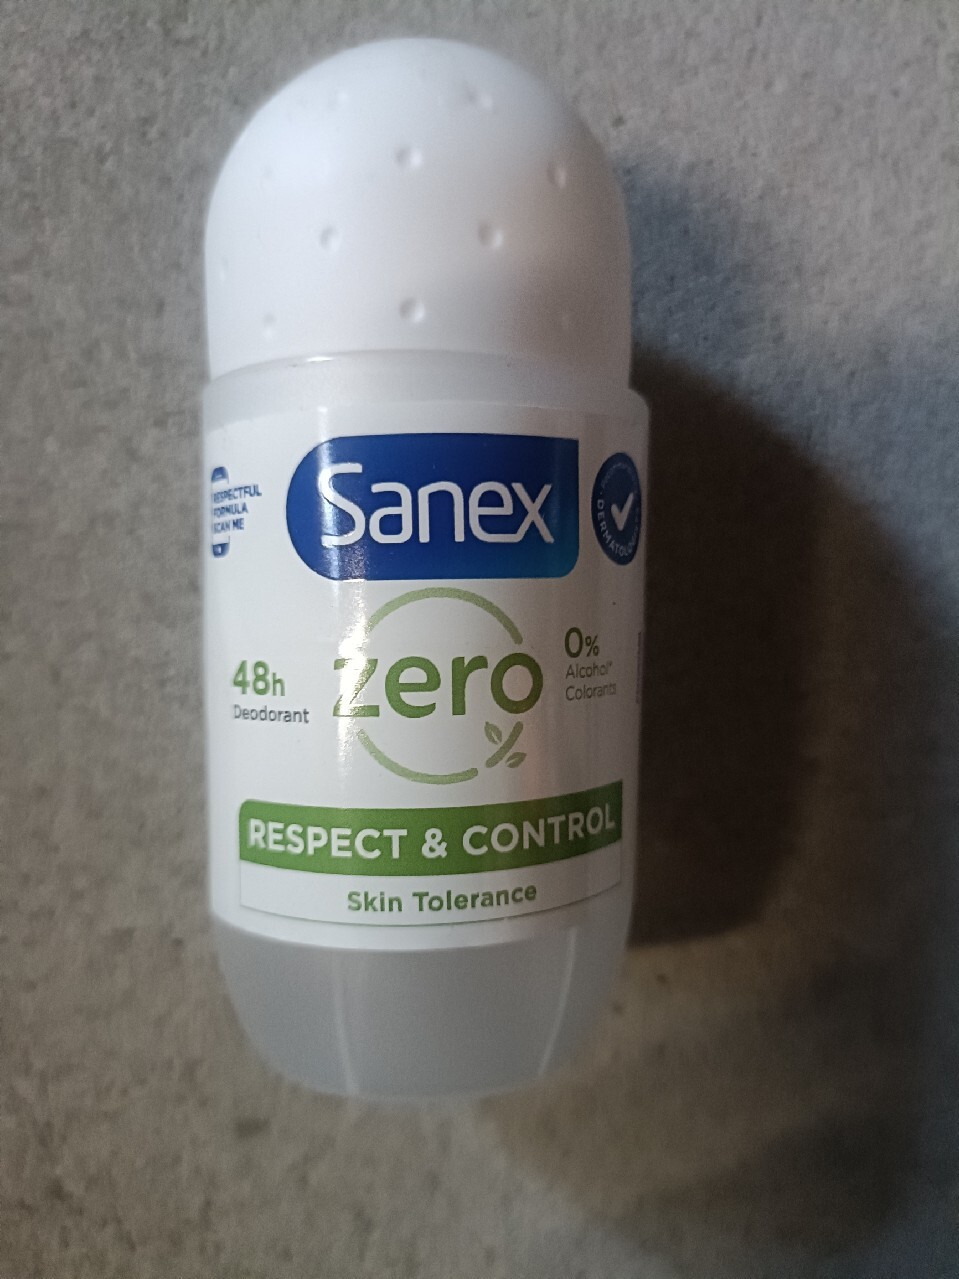 RESPECTFUL
FORMULA
SCAN ME
Sanex
zero
48h
Deodorant
0%
Alcohol*
Colorants
RESPECT & CONTROL
Skin Tolerance